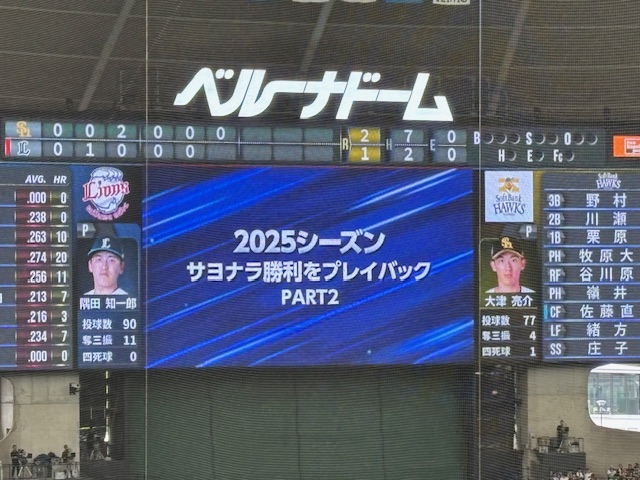 ベルーナドーム
0 0 2 0 0 0 2 7 0
L 0 1 0 0 0 0 1 2 0
R H E
B S O
H E Fc
AVG. HR
.000 0
.238 0
.263 10
.274 20
.256 11
.213 7
.216 3
.234 7
.000 0
Lions
P
隅田 知一郎
投球数 90
奪三振 11
四死球 0
2025シーズン
サヨナラ勝利をプレイバック
PART2
SoftBank
HAWKS
P
大津 亮介
投球数 77
奪三振 4
四死球 1
SoftBank
HAWKS
3B 野村
2B 川瀬
1B 栗原
PH 牧原大
RF 谷川原
PH 嶺井
CF 佐藤直
LF 緒方
SS 庄子